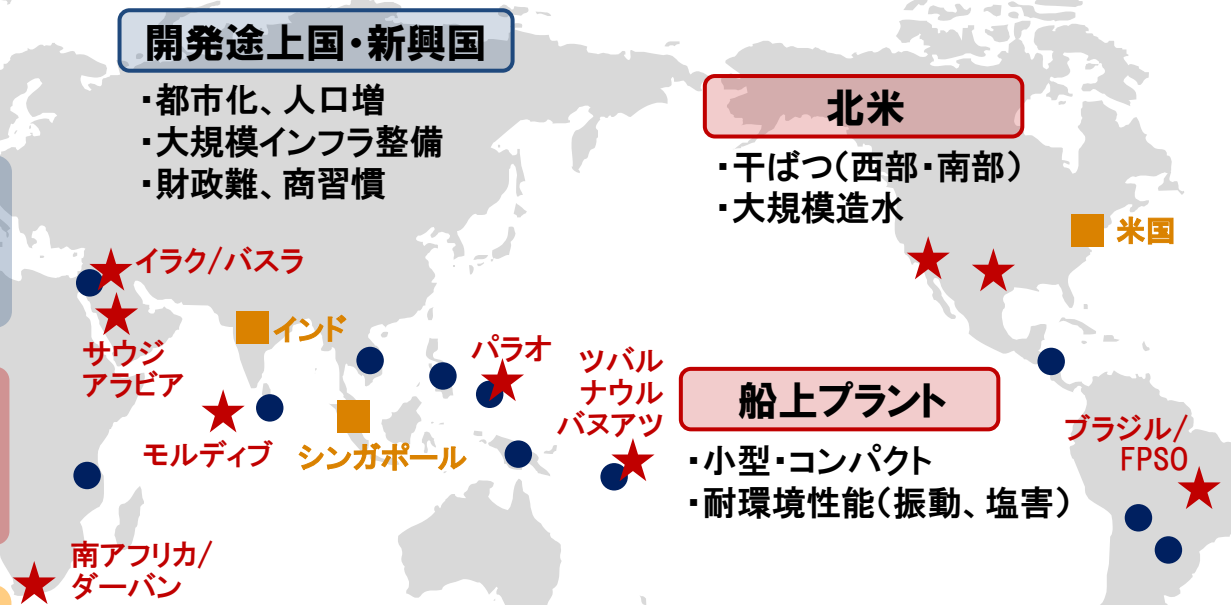 開発途上国・新興国
・都市化、人口増
・大規模インフラ整備
・財政難、商習慣
北米
・干ばつ(西部・南部)
・大規模造水
米国
イラク/バスラ
サウジ
アラビア
インド
モルディブ
シンガポール
パラオ
ツバル
ナウル
バヌアツ
船上プラント
・小型・コンパクト
・耐環境性能(振動、塩害)
ブラジル/
FPSO
南アフリカ/
ダーバン